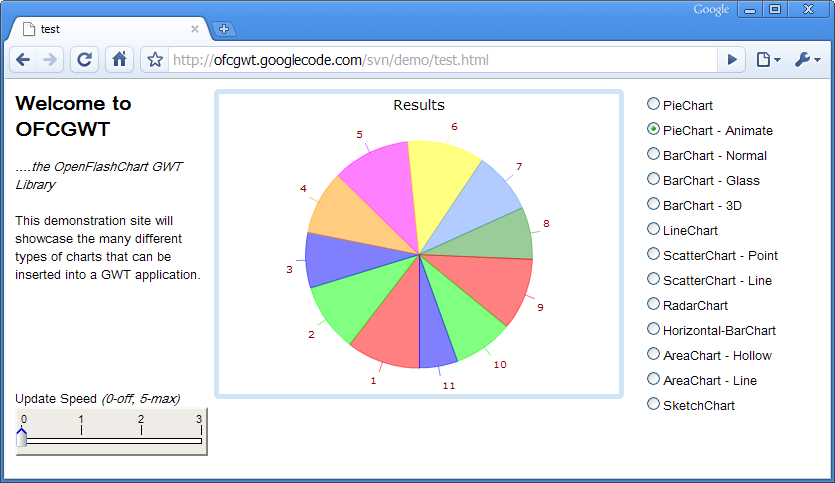 Google
test
http://ofcgwt.googlecode.com/svn/demo/test.html
Welcome to
OFCGWT
....the OpenFlashChart GWT
Library
This demonstration site will
showcase the many different
types of charts that can be
inserted into a GWT application.
Update Speed (0-off, 5-max)
0 1 2 3
Results
1
2
3
4
5
6
7
8
9
10
11
PieChart
PieChart - Animate
BarChart - Normal
BarChart - Glass
BarChart - 3D
LineChart
ScatterChart - Point
ScatterChart - Line
RadarChart
Horizontal-BarChart
AreaChart - Hollow
AreaChart - Line
SketchChart